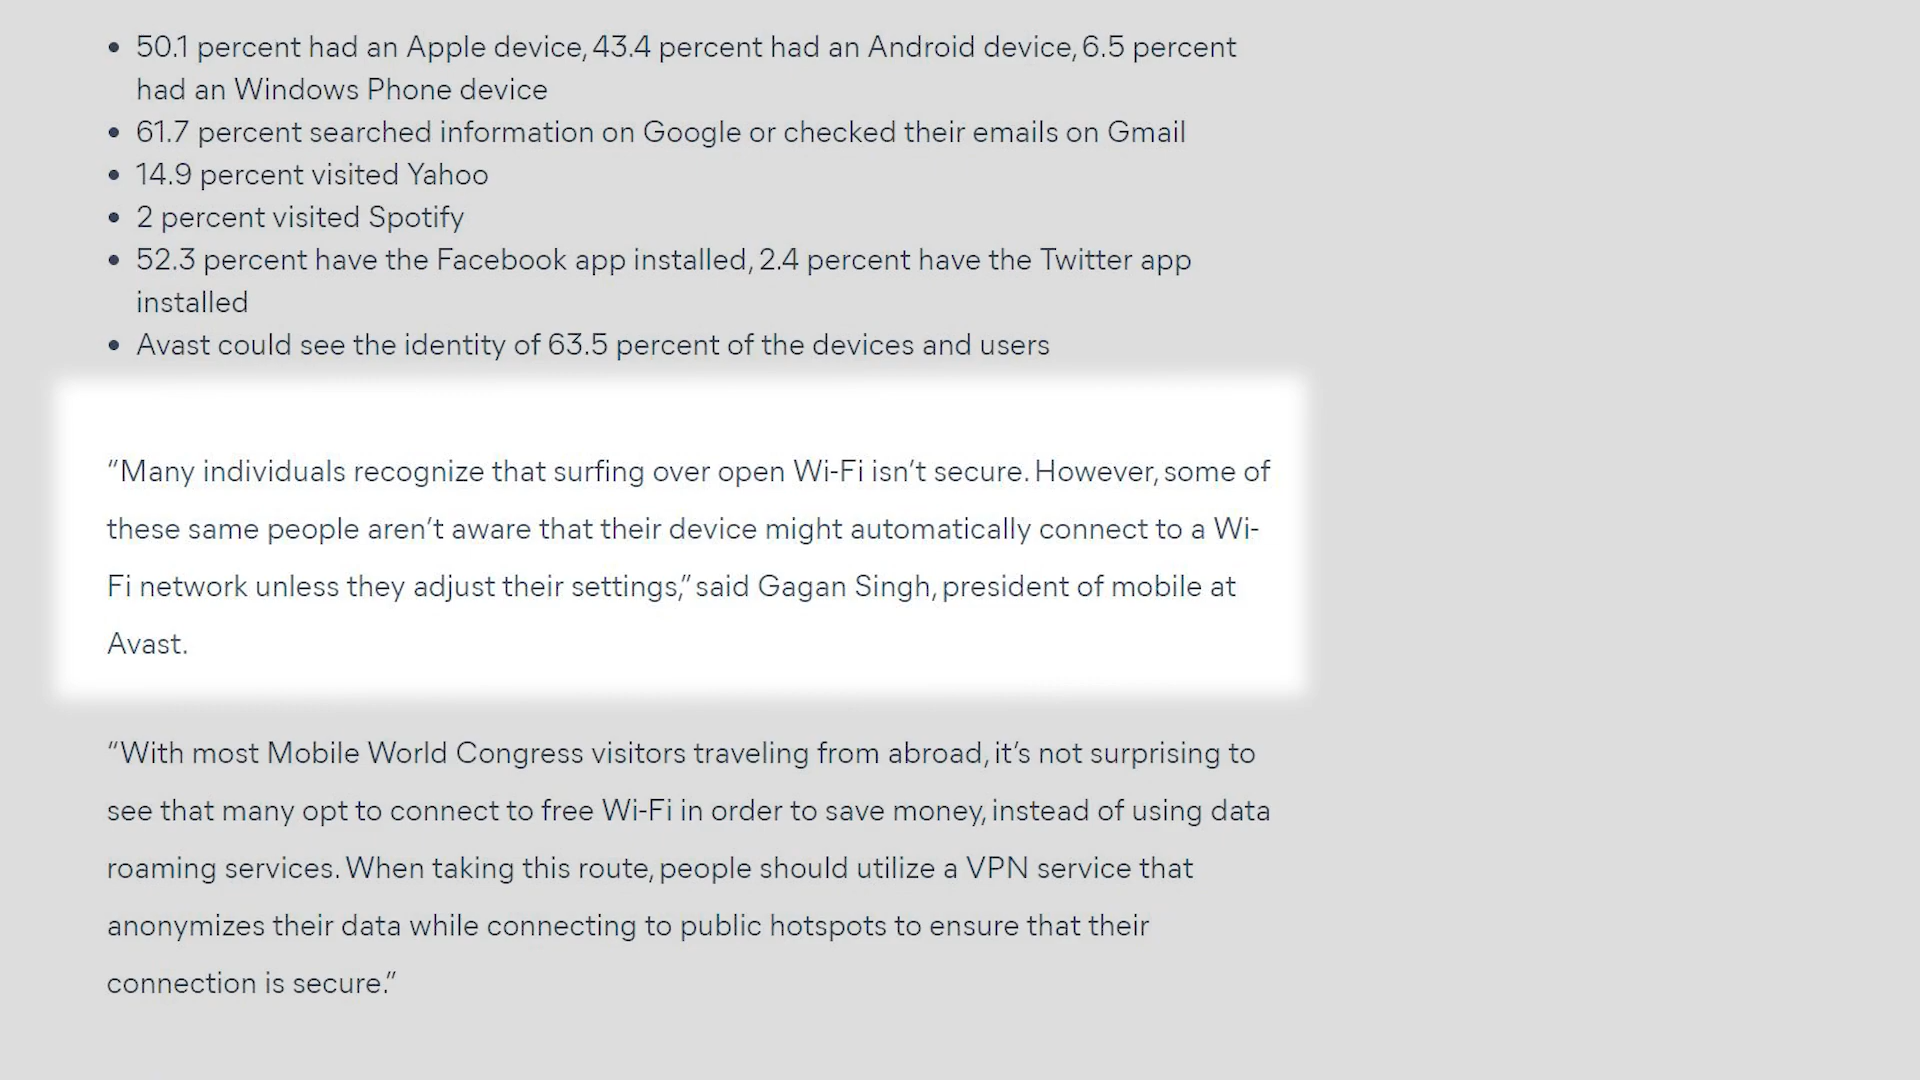 • 50.1 percent had an Apple device, 43.4 percent had an Android device, 6.5 percent
had an Windows Phone device
• 61.7 percent searched information on Google or checked their emails on Gmail
• 14.9 percent visited Yahoo
• 2 percent visited Spotify
• 52.3 percent have the Facebook app installed, 2.4 percent have the Twitter app
installed
• Avast could see the identity of 63.5 percent of the devices and users
“Many individuals recognize that surfing over open Wi-Fi isn’t secure. However, some of
these same people aren’t aware that their device might automatically connect to a Wi-
Fi network unless they adjust their settings,” said Gagan Singh, president of mobile at
Avast.
“With most Mobile World Congress visitors traveling from abroad, it’s not surprising to
see that many opt to connect to free Wi-Fi in order to save money, instead of using data
roaming services. When taking this route, people should utilize a VPN service that
anonymizes their data while connecting to public hotspots to ensure that their
connection is secure.”